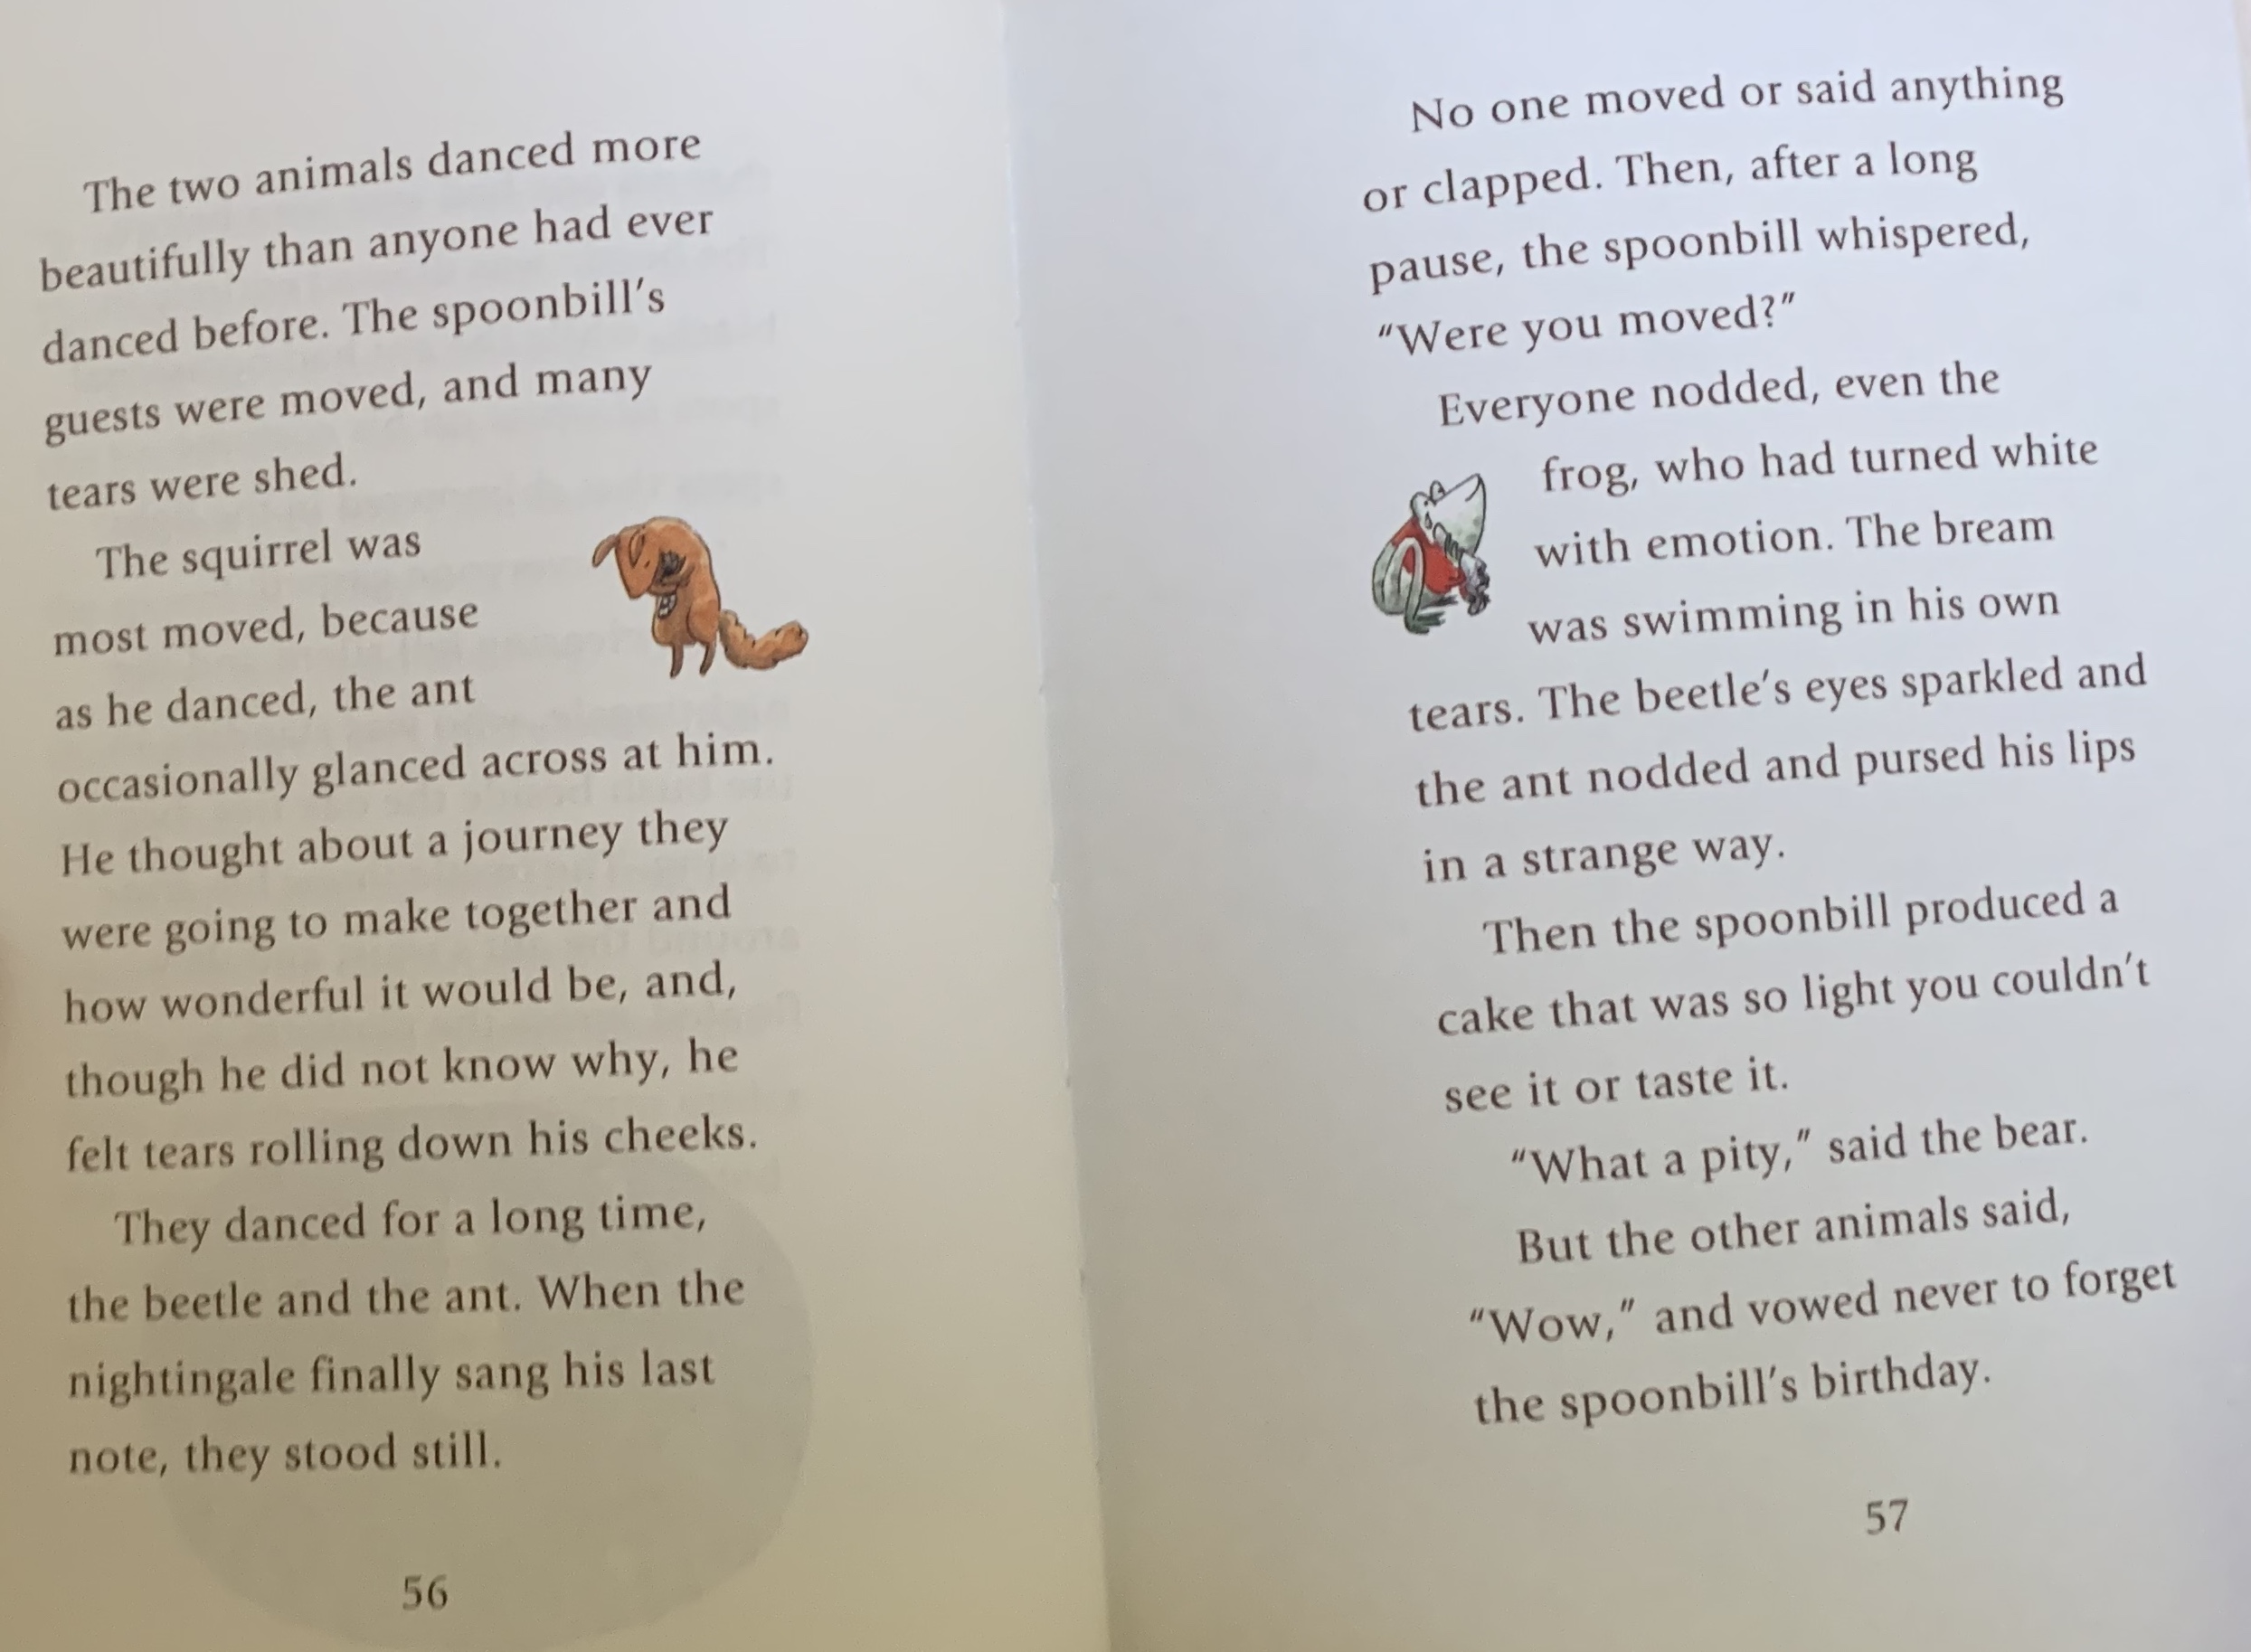 The two animals danced more
beautifully than anyone had ever
danced before. The spoonbill's
guests were moved, and many
tears were shed.
The squirrel was
most moved, because
as he danced, the ant
occasionally glanced across at him.
He thought about a journey they
were going to make together and
how wonderful it would be, and,
though he did not know why, he
felt tears rolling down his cheeks.
They danced for a long time,
the beetle and the ant. When the
nightingale finally sang his last
note, they stood still.
56
No one moved or said anything
or clapped. Then, after a long
pause, the spoonbill whispered,
"Were you moved?"
Everyone nodded, even the
frog, who had turned white
with emotion. The bream
was swimming in his own
tears. The beetle's eyes sparkled and
the ant nodded and pursed his lips
in a strange way.
Then the spoonbill produced a
cake that was so light you couldn't
see it or taste it.
"What a pity," said the bear.
But the other animals said,
"Wow," and vowed never to forget
the spoonbill's birthday.
57